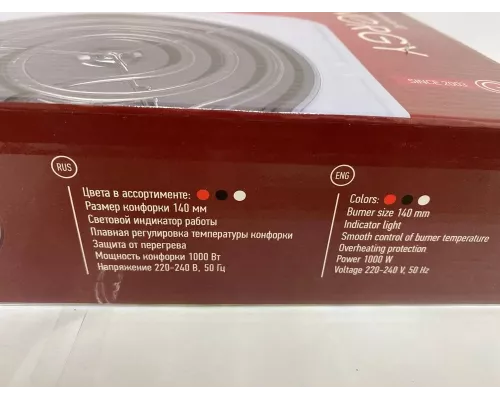 SINCE 2002
RUS
Цвета в ассортименте:
Размер конфорки 140 мм
Световой индикатор работы
Плавная регулировка температуры конфорки
Защита от перегрева
Мощность конфорки 1000 Вт
Напряжение 220-240 В, 50 Гц
ENG
Colors:
Burner size 140 mm
Indicator light
Smooth control of burner temperature
Overheating protection
Power 1000 W
Voltage 220-240 V, 50 Hz